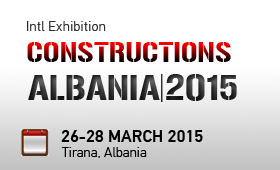 Intl Exhibition
CONSTRUCTIONS
ALBANIA|2015
26-28 MARCH 2015
Tirana, Albania